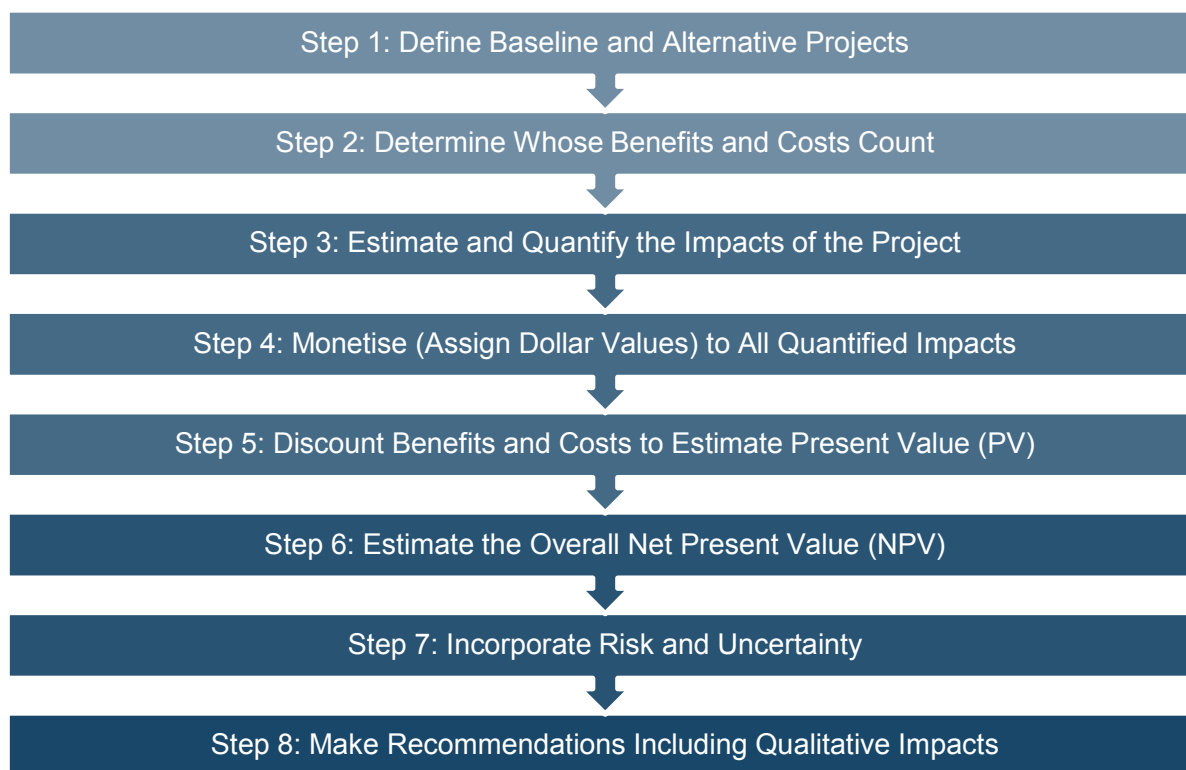 Step 1: Define Baseline and Alternative Projects
Step 2: Determine Whose Benefits and Costs Count
Step 3: Estimate and Quantify the Impacts of the Project
Step 4: Monetise (Assign Dollar Values) to All Quantified Impacts
Step 5: Discount Benefits and Costs to Estimate Present Value (PV)
Step 6: Estimate the Overall Net Present Value (NPV)
Step 7: Incorporate Risk and Uncertainty
Step 8: Make Recommendations Including Qualitative Impacts